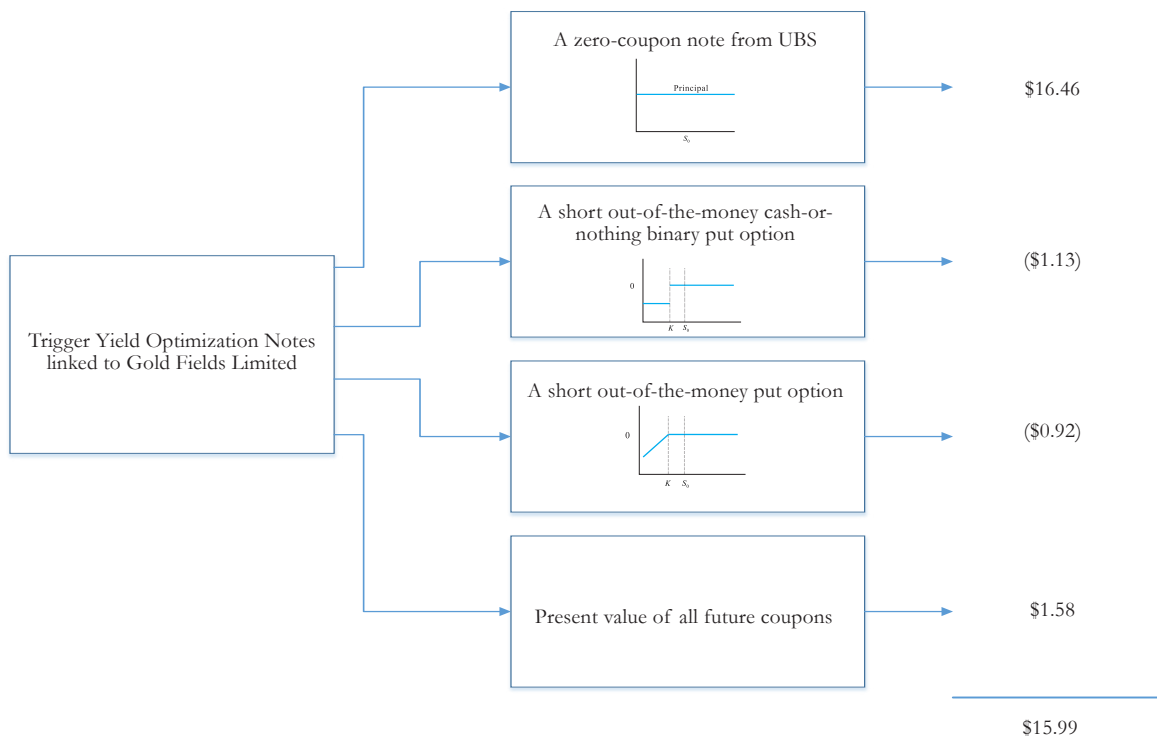 A zero-coupon note from UBS
Principal
S₀
$16.46
A short out-of-the-money cash-or-
nothing binary put option
0
K S₀
($1.13)
Trigger Yield Optimization Notes
linked to Gold Fields Limited
A short out-of-the-money put option
0
K S₀
($0.92)
Present value of all future coupons
$1.58
$15.99